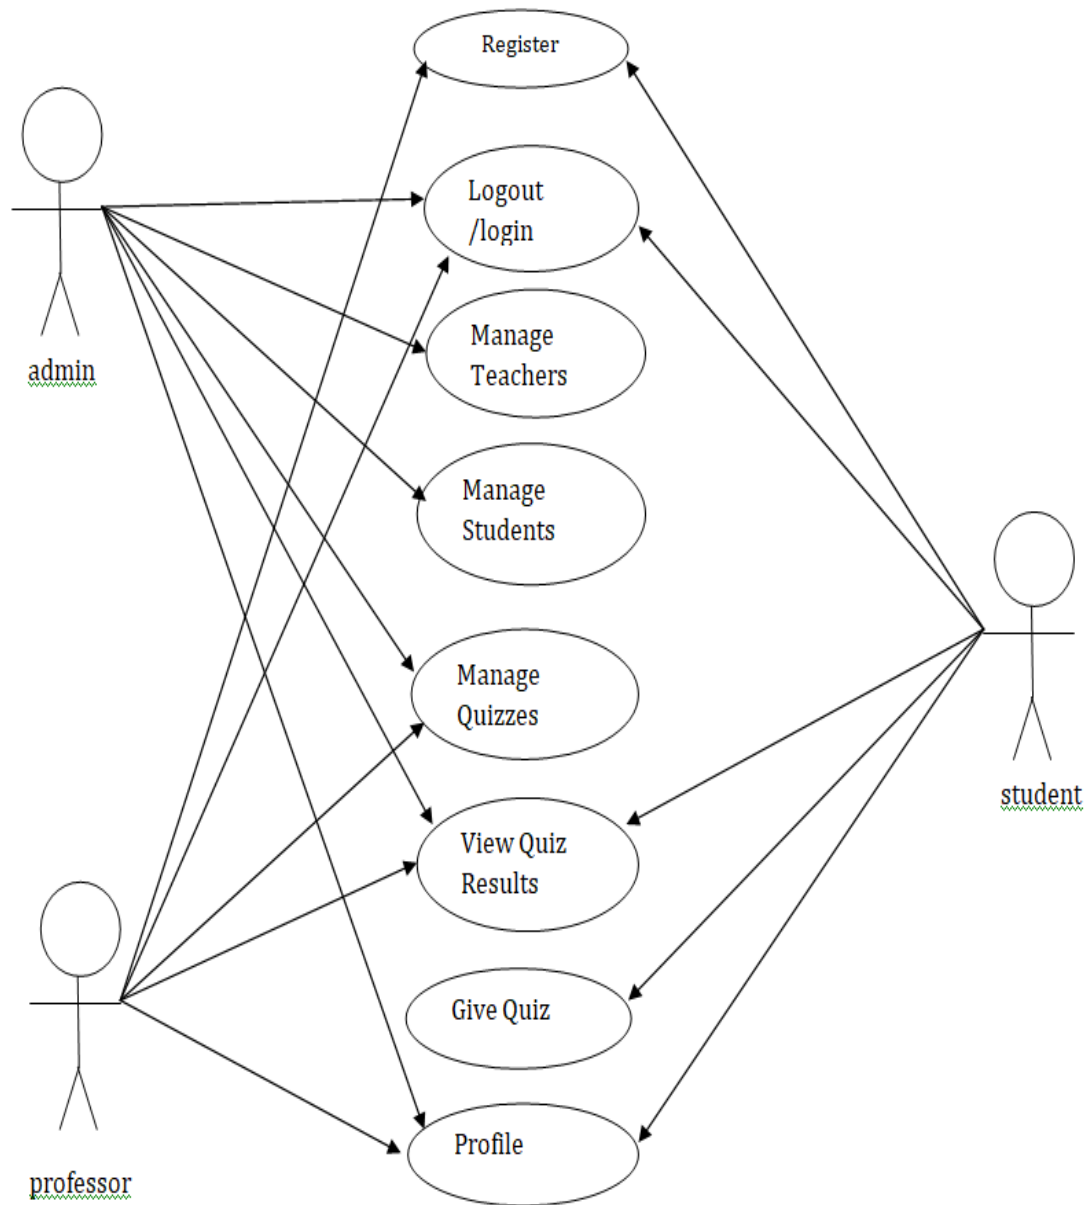 Register
Logout
/login
Manage
Teachers
admin
Manage
Students
Manage
Quizzes
student
View Quiz
Results
Give Quiz
Profile
professor